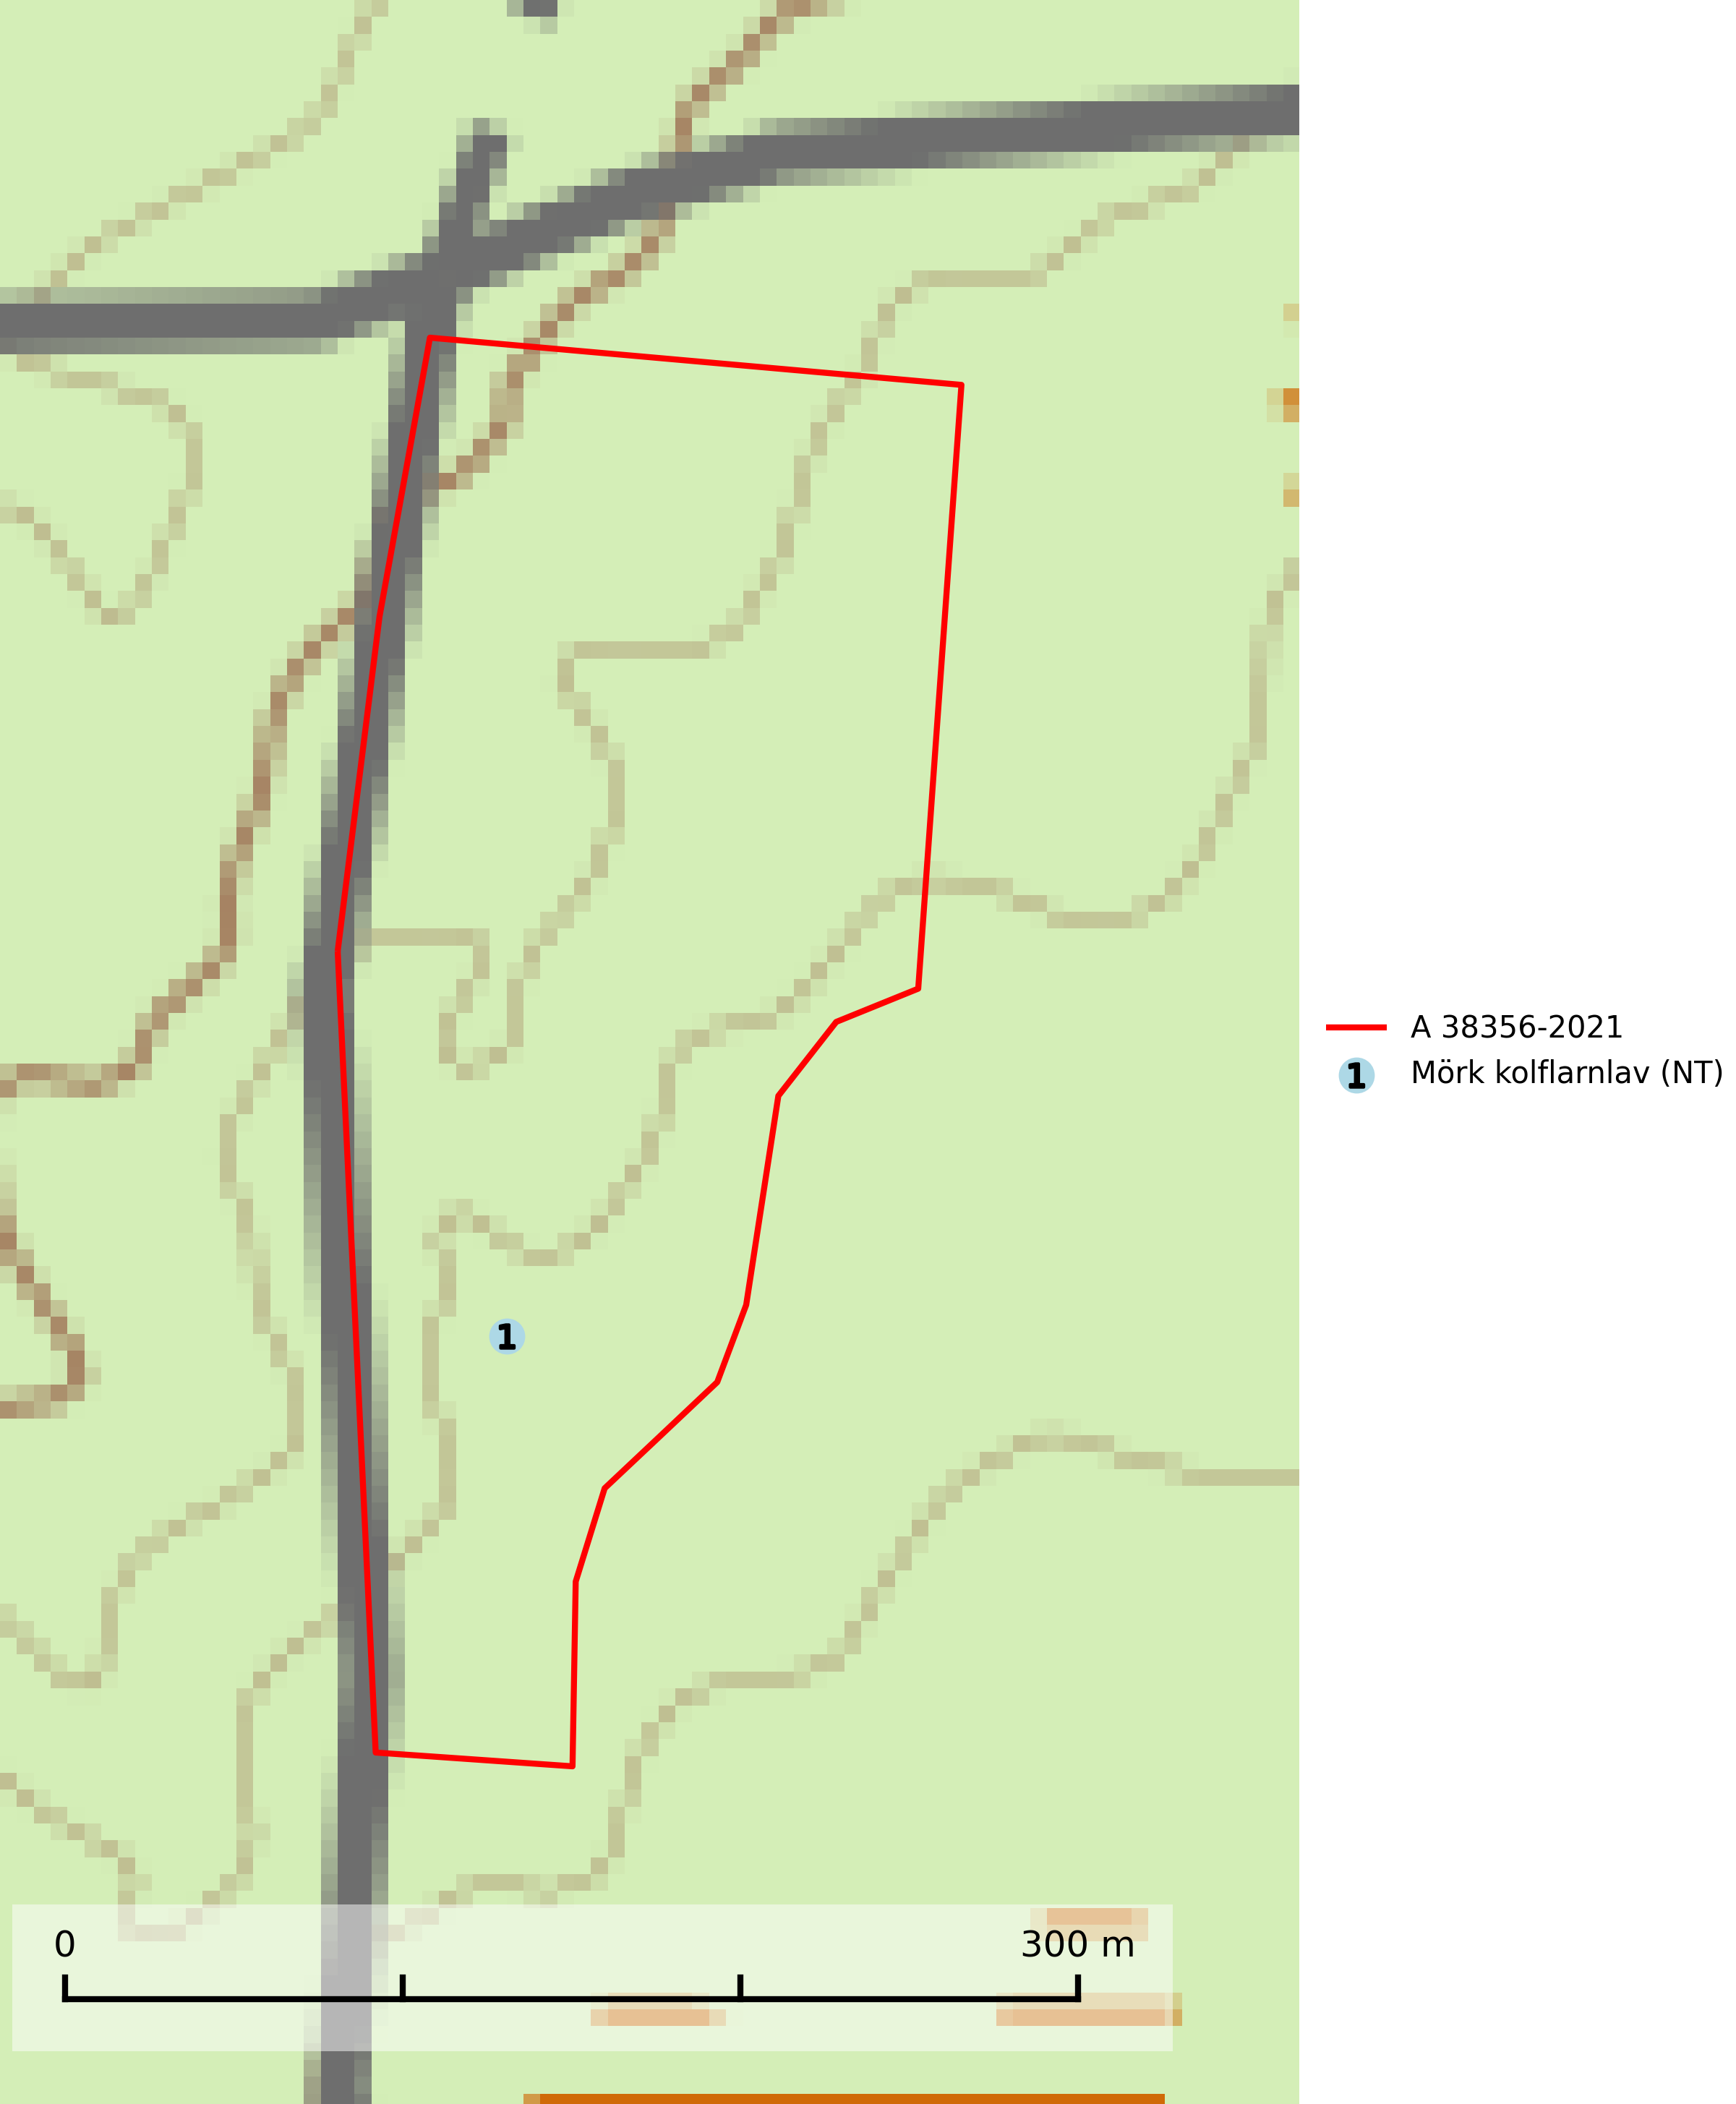 A 38356-2021
1 Mörk kolflarnlav (NT)
1
0 300 m